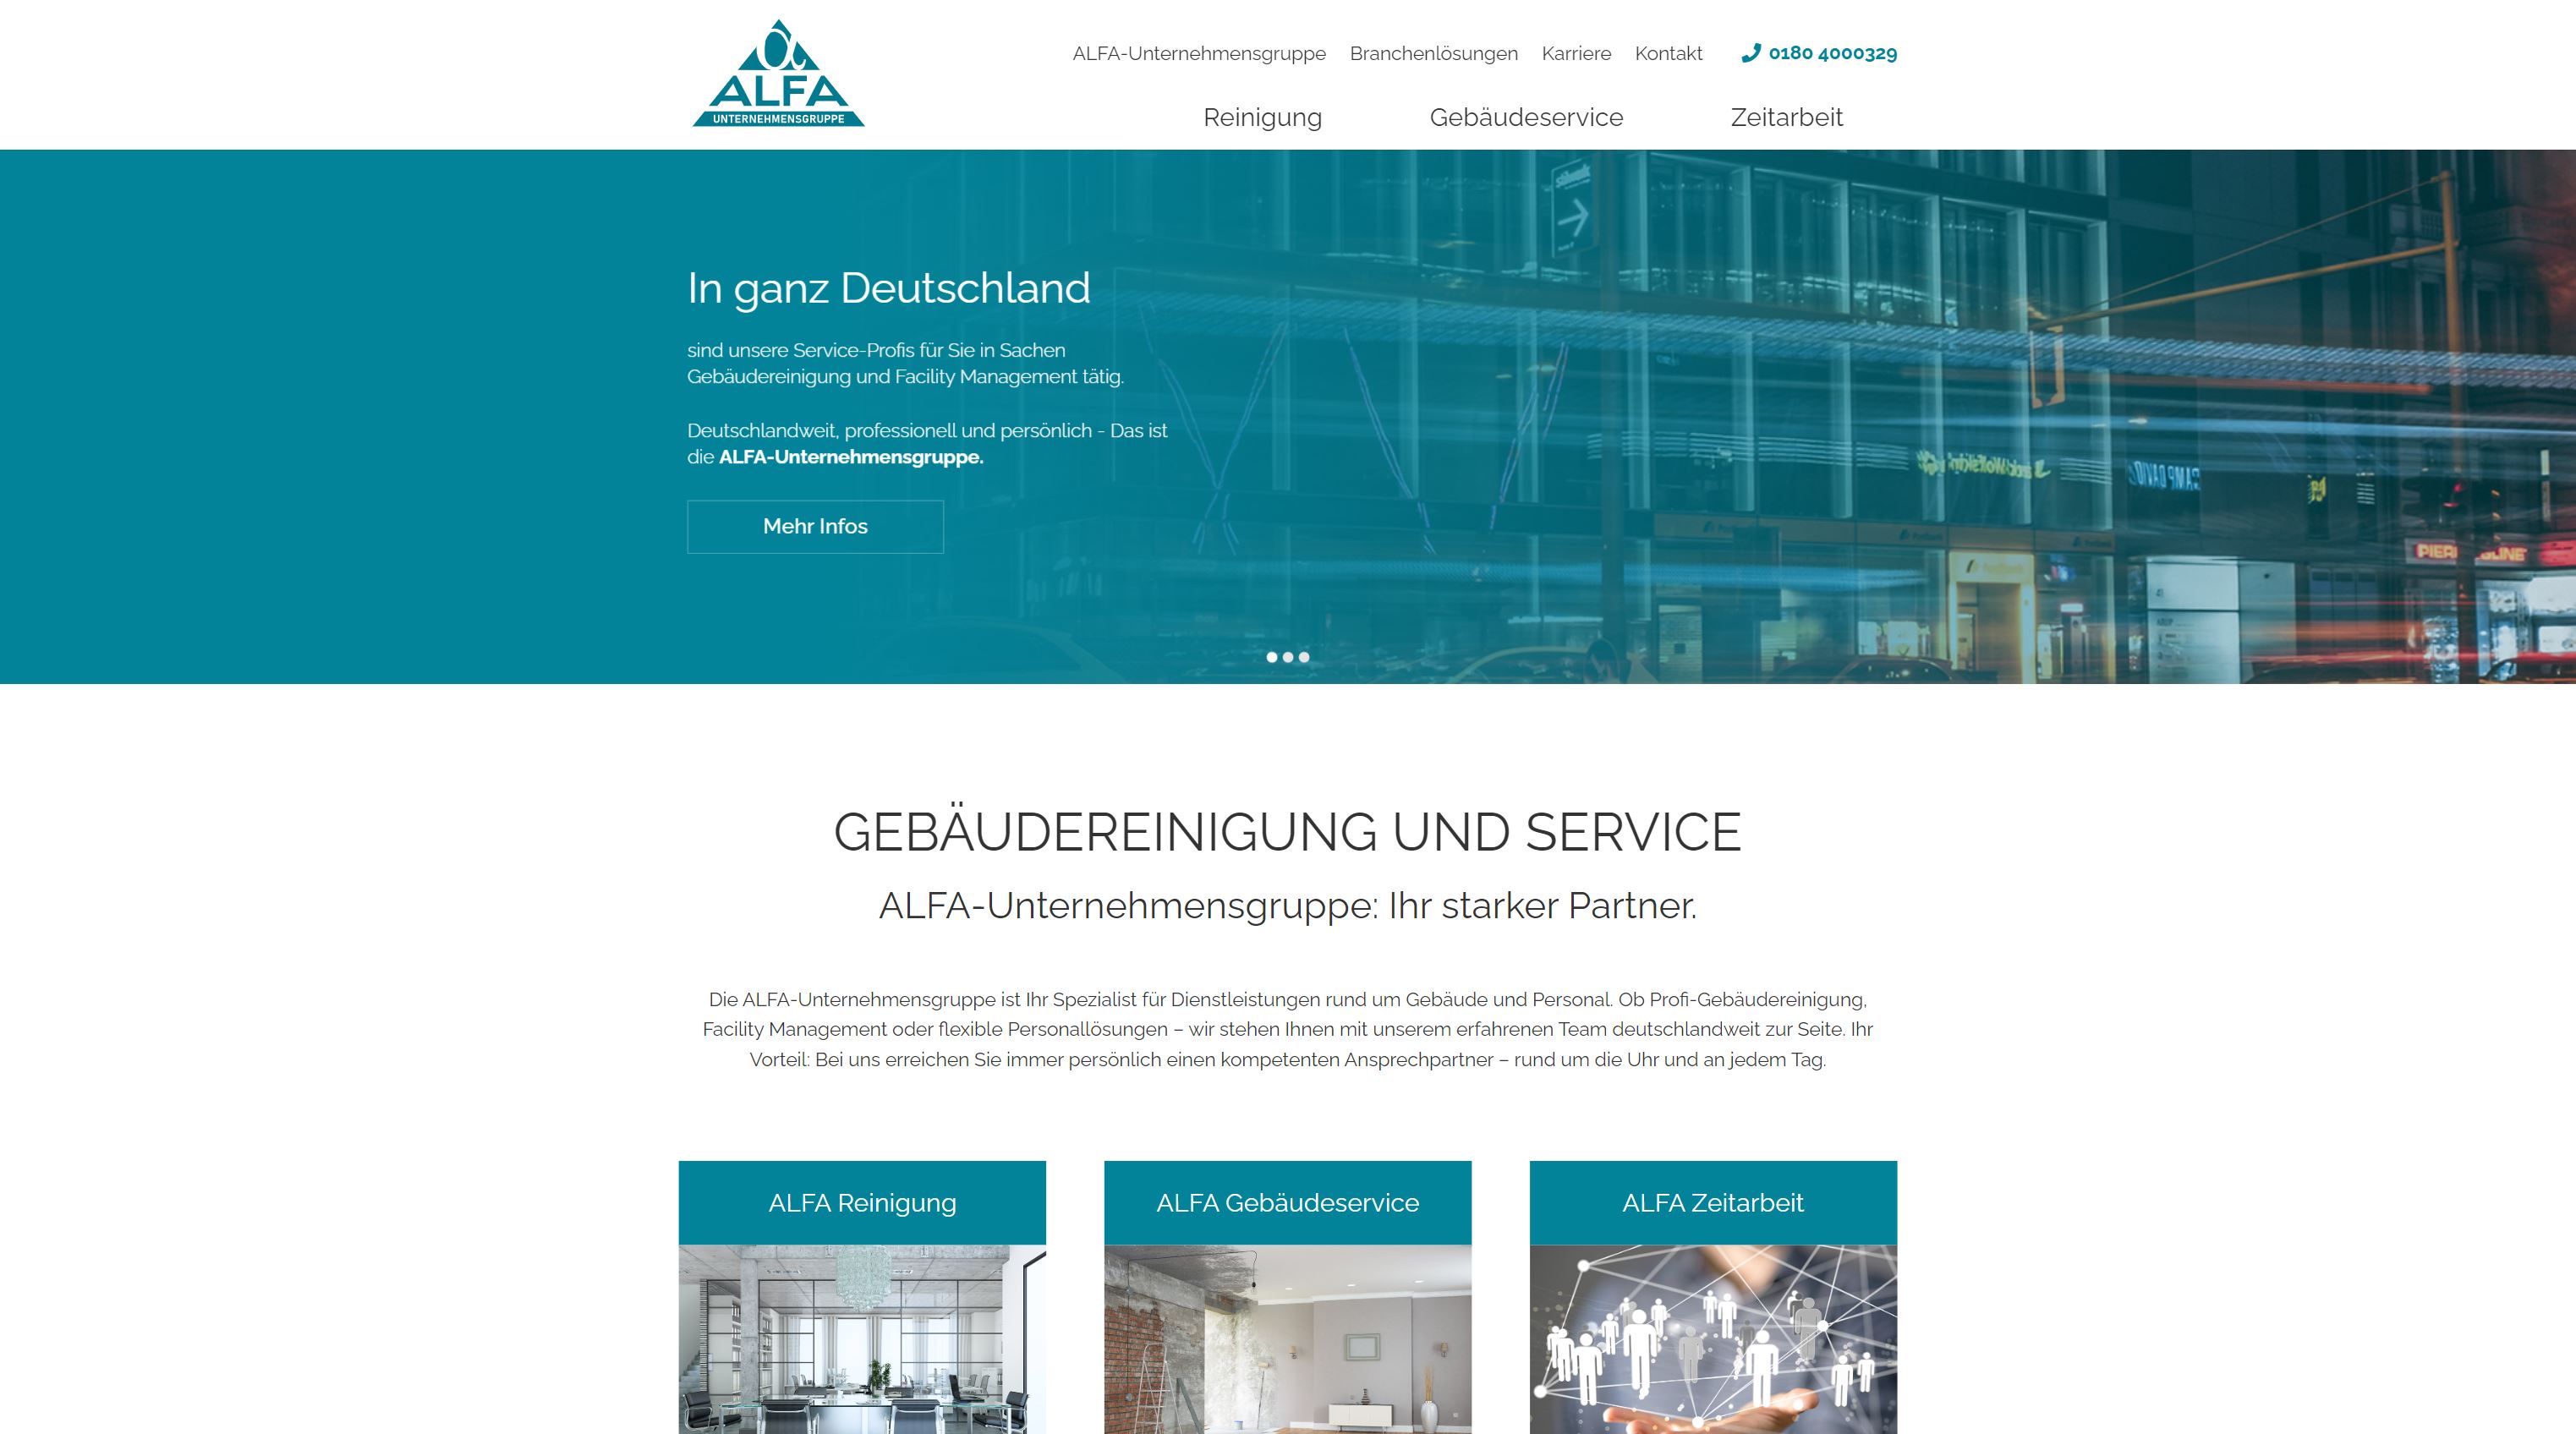 ALFA
UNTERNEHMENSGRUPPE
ALFA-Unternehmensgruppe Branchenlösungen Karriere Kontakt 0180 4000329
Reinigung Gebäudeservice Zeitarbeit
In ganz Deutschland
sind unsere Service-Profis für Sie in Sachen
Gebäudereinigung und Facility Management tätig.
Deutschlandweit, professionell und persönlich - Das ist
die ALFA-Unternehmensgruppe.
Mehr Infos
CAMP DAVID
GEBÄUDEREINIGUNG UND SERVICE
ALFA-Unternehmensgruppe: Ihr starker Partner.
Die ALFA-Unternehmensgruppe ist Ihr Spezialist für Dienstleistungen rund um Gebäude und Personal. Ob Profi-Gebäudereinigung,
Facility Management oder flexible Personallösungen – wir stehen Ihnen mit unserem erfahrenen Team deutschlandweit zur Seite. Ihr
Vorteil: Bei uns erreichen Sie immer persönlich einen kompetenten Ansprechpartner – rund um die Uhr und an jedem Tag.
ALFA Reinigung
ALFA Gebäudeservice
ALFA Zeitarbeit